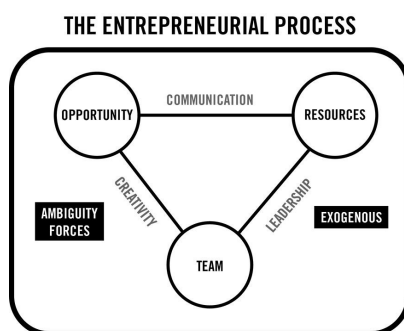 THE ENTREPRENEURIAL PROCESS
COMMUNICATION
OPPORTUNITY
RESOURCES
CREATIVITY
LEADERSHIP
AMBIGUITY
FORCES
EXOGENOUS
TEAM